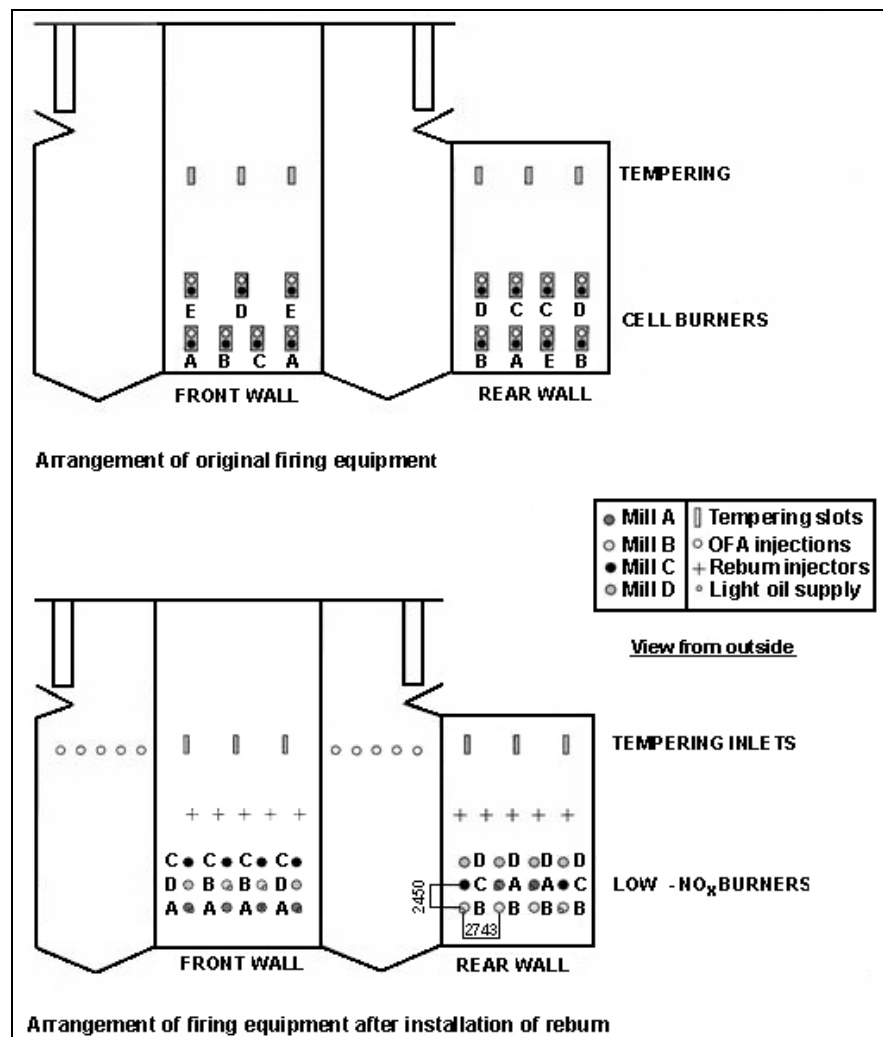 TEMPERING
E D E
D C C D
CELL BURNERS
A B C A
B A E B
FRONT WALL
REAR WALL
Arrangement of original firing equipment
Mill A
Tempering slots
Mill B
OFA injections
Mill C
Reburn injectors
Mill D
Light oil supply
View from outside
TEMPERING INLETS
C C C C
D D D D
D B B D
C A A C
LOW - NOxBURNERS
A A A A
B B B B
2450
2743
FRONT WALL
REAR WALL
Arrangement of firing equipment after installation of reburn